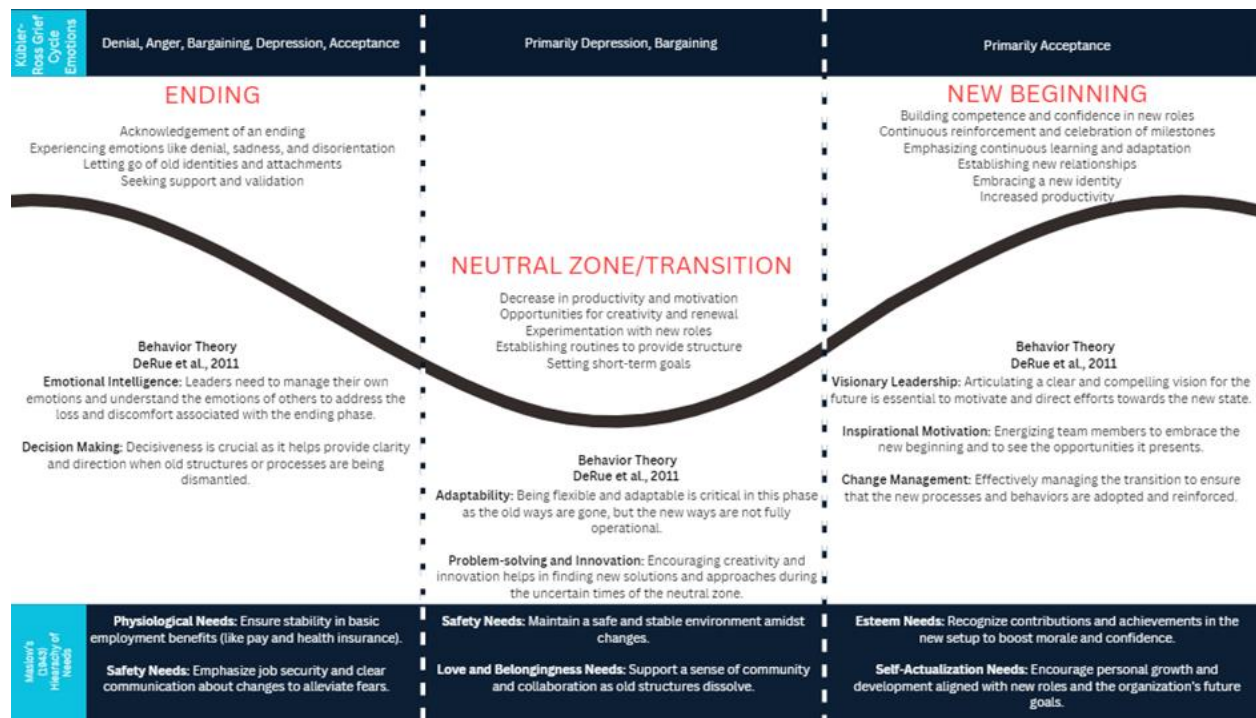 Kübler-
Ross Grief
Cycle
Emotions
Denial, Anger, Bargaining, Depression, Acceptance
Primarily Depression, Bargaining
Primarily Acceptance
ENDING
Acknowledgement of an ending
Experiencing emotions like denial, sadness, and disorientation
Letting go of old identities and attachments
Seeking support and validation
Behavior Theory
DeRue et al., 2011
Emotional Intelligence: Leaders need to manage their own
emotions and understand the emotions of others to address the
loss and discomfort associated with the ending phase.
Decision Making: Decisiveness is crucial as it helps provide clarity
and direction when old structures or processes are being
dismantled.
NEUTRAL ZONE/TRANSITION
Decrease in productivity and motivation
Opportunities for creativity and renewal
Experimentation with new roles
Establishing routines to provide structure
Setting short-term goals
Behavior Theory
DeRue et al., 2011
Adaptability: Being flexible and adaptable is critical in this phase
as the old ways are gone, but the new ways are not fully
operational.
Problem-solving and Innovation: Encouraging creativity and
innovation helps in finding new solutions and approaches during
the uncertain times of the neutral zone.
NEW BEGINNING
Building competence and confidence in new roles
Continuous reinforcement and celebration of milestones
Emphasizing continuous learning and adaptation
Establishing new relationships
Embracing a new identity
Increased productivity
Behavior Theory
DeRue et al., 2011
Visionary Leadership: Articulating a clear and compelling vision for the
future is essential to motivate and direct efforts towards the new state.
Inspirational Motivation: Energizing team members to embrace the
new beginning and to see the opportunities it presents.
Change Management: Effectively managing the transition to ensure
that the new processes and behaviors are adopted and reinforced.
Maslow's
(1943)
Hiearchy of
Needs
Physiological Needs: Ensure stability in basic
employment benefits (like pay and health insurance).
Safety Needs: Emphasize job security and clear
communication about changes to alleviate fears.
Safety Needs: Maintain a safe and stable environment amidst
changes.
Love and Belongingness Needs: Support a sense of community
and collaboration as old structures dissolve.
Esteem Needs: Recognize contributions and achievements in the
new setup to boost morale and confidence.
Self-Actualization Needs: Encourage personal growth and
development aligned with new roles and the organization's future
goals.